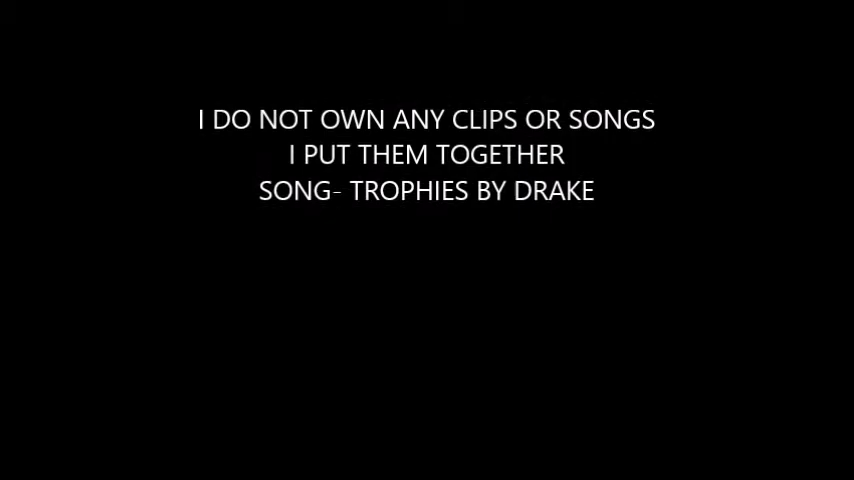 I DO NOT OWN ANY CLIPS OR SONGS
I PUT THEM TOGETHER
SONG- TROPHIES BY DRAKE